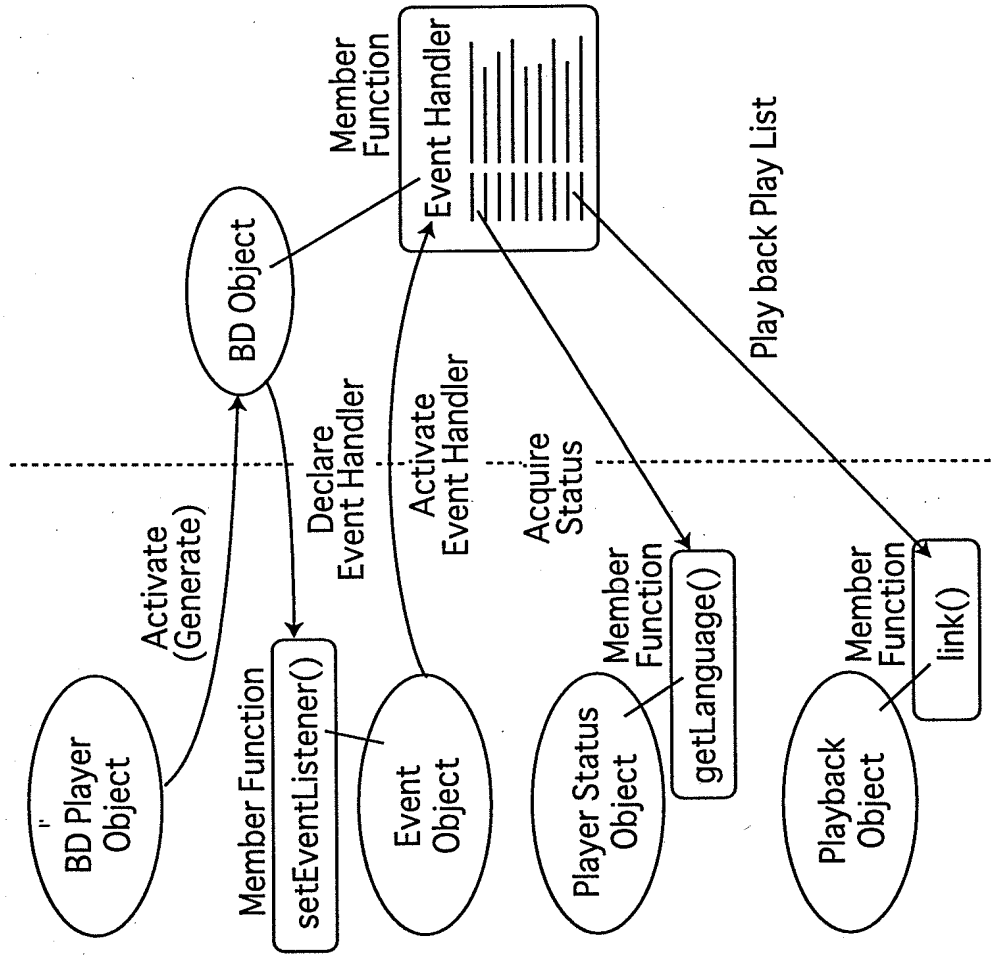 BD Player
Object
Activate
(Generate)
BD Object
Member Function
setEventListener()
Declare
Event Handler
Event
Object
Activate
Event Handler
Member
Function
Event Handler
Player Status
Object
Member
Function
getLanguage()
Acquire
Status
Playback
Object
Member
Function
link()
Play back Play List